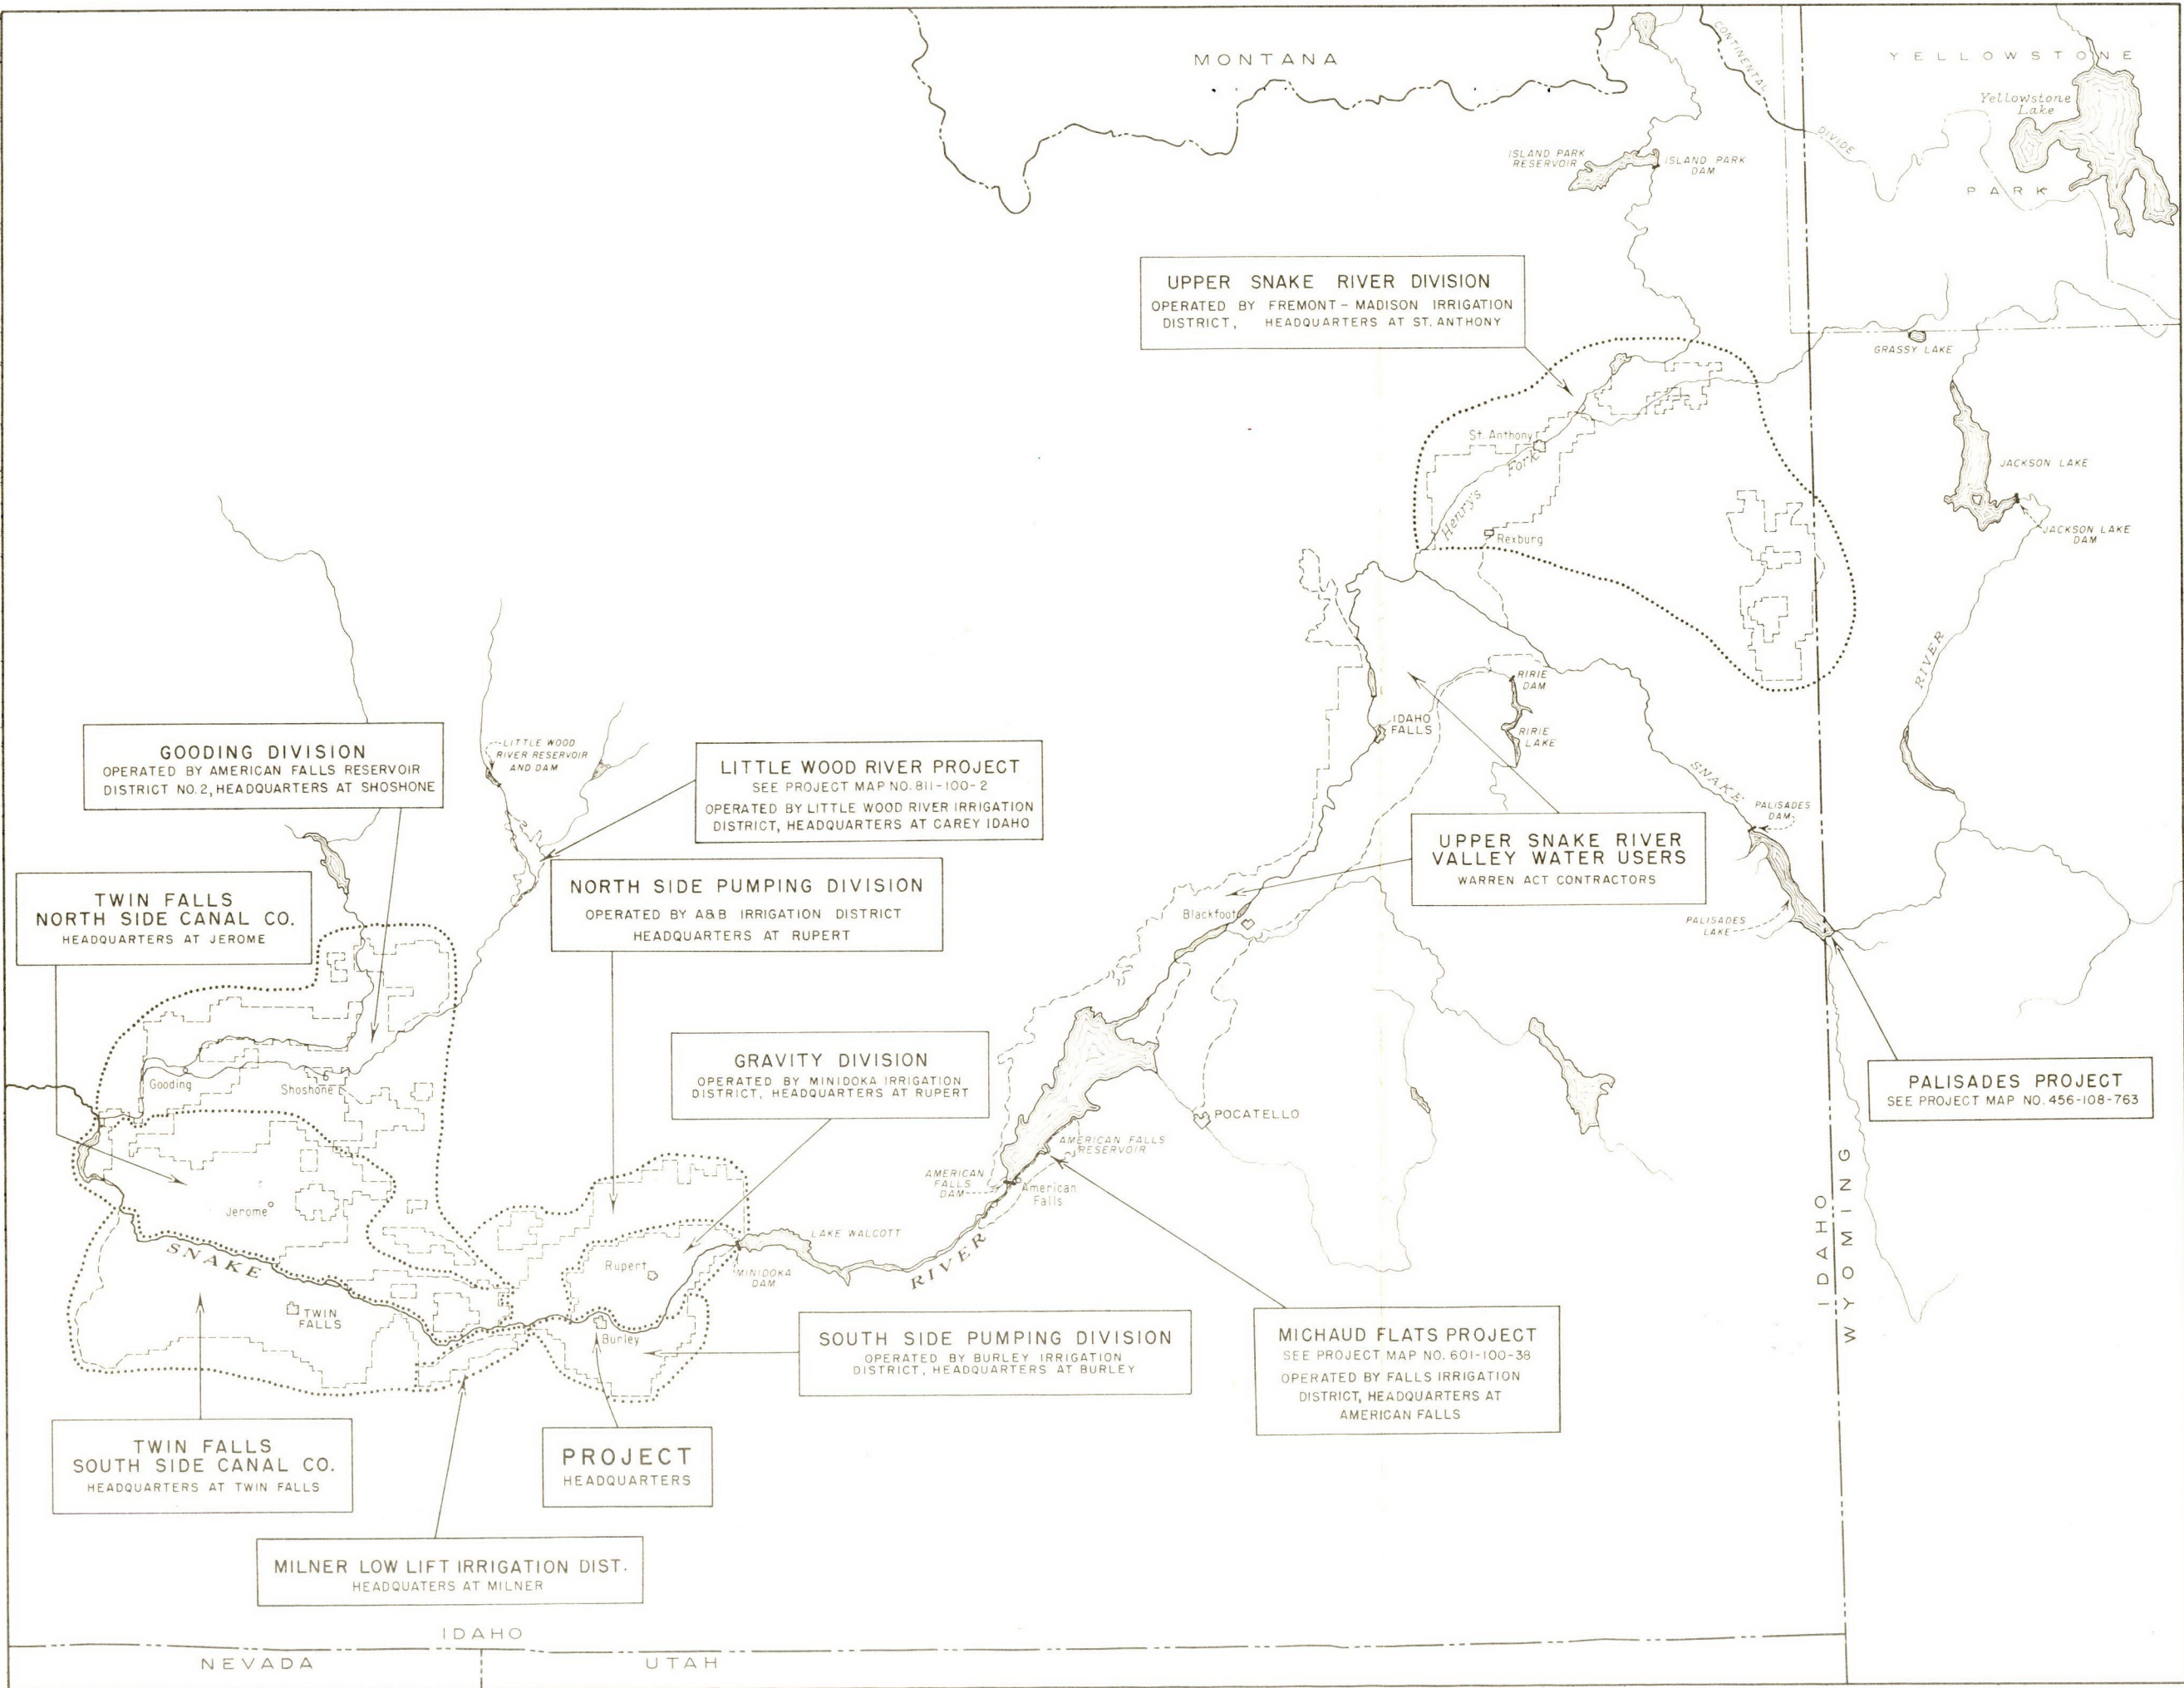 MONTANA
CONTINENTAL
DIVIDE
YELLOWSTONE
Yellowstone
Lake
PARK
ISLAND PARK
RESERVOIR
ISLAND PARK
DAM
UPPER SNAKE RIVER DIVISION
OPERATED BY FREMONT - MADISON IRRIGATION
DISTRICT, HEADQUARTERS AT ST. ANTHONY
GRASSY LAKE
St. Anthony
Henry's Fork
Rexburg
JACKSON LAKE
JACKSON LAKE
DAM
RIVER
RIRIE
DAM
RIRIE
LAKE
IDAHO
FALLS
SNAKE
PALISADES
DAM
PALISADES
LAKE
GOODING DIVISION
OPERATED BY AMERICAN FALLS RESERVOIR
DISTRICT NO. 2, HEADQUARTERS AT SHOSHONE
LITTLE WOOD
RIVER RESERVOIR
AND DAM
LITTLE WOOD RIVER PROJECT
SEE PROJECT MAP NO. 811-100-2
OPERATED BY LITTLE WOOD RIVER IRRIGATION
DISTRICT, HEADQUARTERS AT CAREY IDAHO
UPPER SNAKE RIVER
VALLEY WATER USERS
WARREN ACT CONTRACTORS
TWIN FALLS
NORTH SIDE CANAL CO.
HEADQUARTERS AT JEROME
NORTH SIDE PUMPING DIVISION
OPERATED BY A&B IRRIGATION DISTRICT
HEADQUARTERS AT RUPERT
Blackfoot
GRAVITY DIVISION
OPERATED BY MINIDOKA IRRIGATION
DISTRICT, HEADQUARTERS AT RUPERT
PALISADES PROJECT
SEE PROJECT MAP NO. 456-108-763
Gooding
Shoshone
POCATELLO
AMERICAN FALLS
RESERVOIR
AMERICAN
FALLS
DAM
American
Falls
Jerome
SNAKE
LAKE WALCOTT
RIVER
Rupert
MINIDOKA
DAM
TWIN
FALLS
Burley
IDAHO
WYOMING
SOUTH SIDE PUMPING DIVISION
OPERATED BY BURLEY IRRIGATION
DISTRICT, HEADQUARTERS AT BURLEY
MICHAUD FLATS PROJECT
SEE PROJECT MAP NO. 601-100-38
OPERATED BY FALLS IRRIGATION
DISTRICT, HEADQUARTERS AT
AMERICAN FALLS
TWIN FALLS
SOUTH SIDE CANAL CO.
HEADQUARTERS AT TWIN FALLS
PROJECT
HEADQUARTERS
MILNER LOW LIFT IRRIGATION DIST.
HEADQUATERS AT MILNER
IDAHO
NEVADA
UTAH